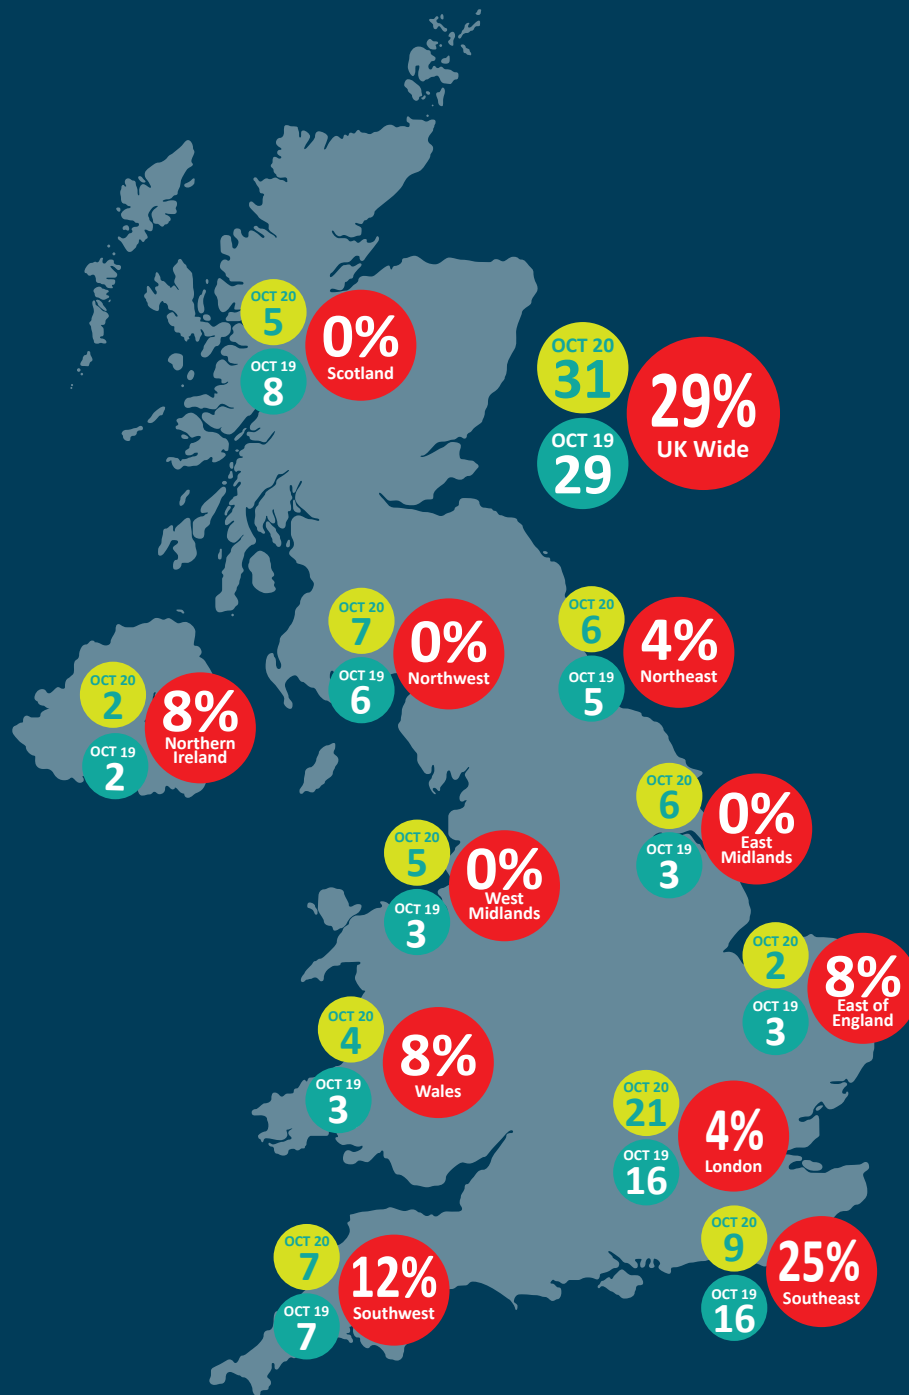 OCT 20
5
OCT 19
8
0%
Scotland
OCT 20
31
OCT 19
29
29%
UK Wide
OCT 20
7
OCT 19
6
0%
Northwest
OCT 20
6
OCT 19
5
4%
Northeast
OCT 20
2
OCT 19
2
8%
Northern
Ireland
OCT 20
6
OCT 19
3
0%
East
Midlands
OCT 20
5
OCT 19
3
0%
West
Midlands
OCT 20
2
OCT 19
3
8%
East of
England
OCT 20
4
OCT 19
3
8%
Wales
OCT 20
21
OCT 19
16
4%
London
OCT 20
9
OCT 19
16
25%
Southeast
OCT 20
7
OCT 19
7
12%
Southwest